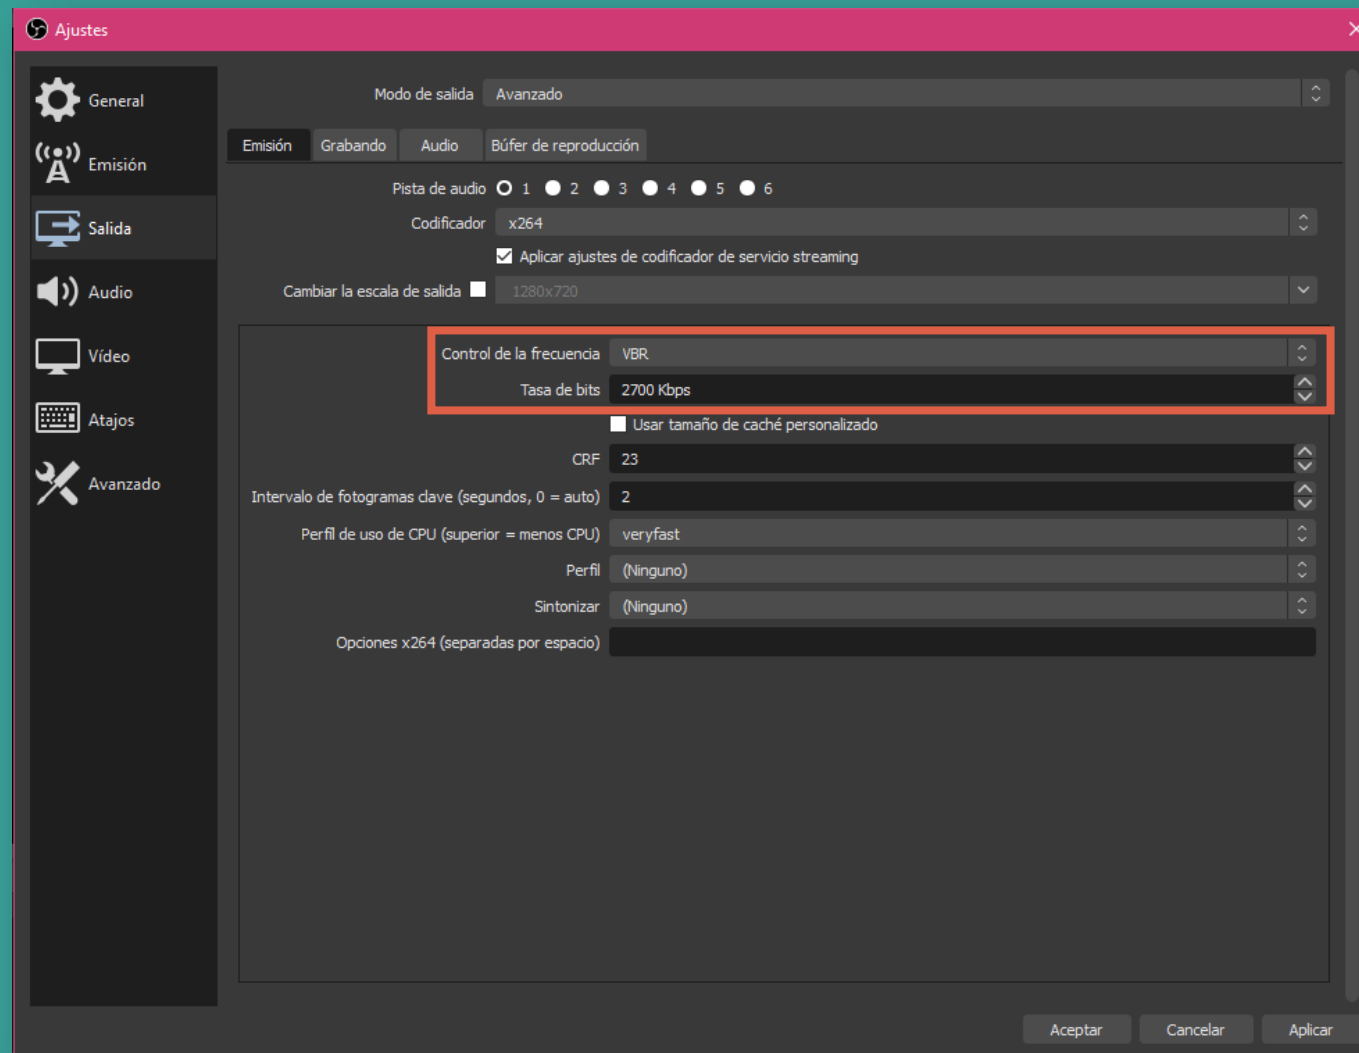 Ajustes
General
Emisión
Salida
Audio
Vídeo
Atajos
Avanzado
Modo de salida Avanzado
Emisión Grabando Audio Búfer de reproducción
Pista de audio 1 2 3 4 5 6
Codificador x264
Aplicar ajustes de codificador de servicio streaming
Cambiar la escala de salida 1280x720
Control de la frecuencia VBR
Tasa de bits 2700 Kbps
Usar tamaño de caché personalizado
CRF 23
Intervalo de fotogramas clave (segundos, 0 = auto) 2
Perfil de uso de CPU (superior = menos CPU) veryfast
Perfil (Ninguno)
Sintonizar (Ninguno)
Opciones x264 (separadas por espacio)
Aceptar Cancelar Aplicar